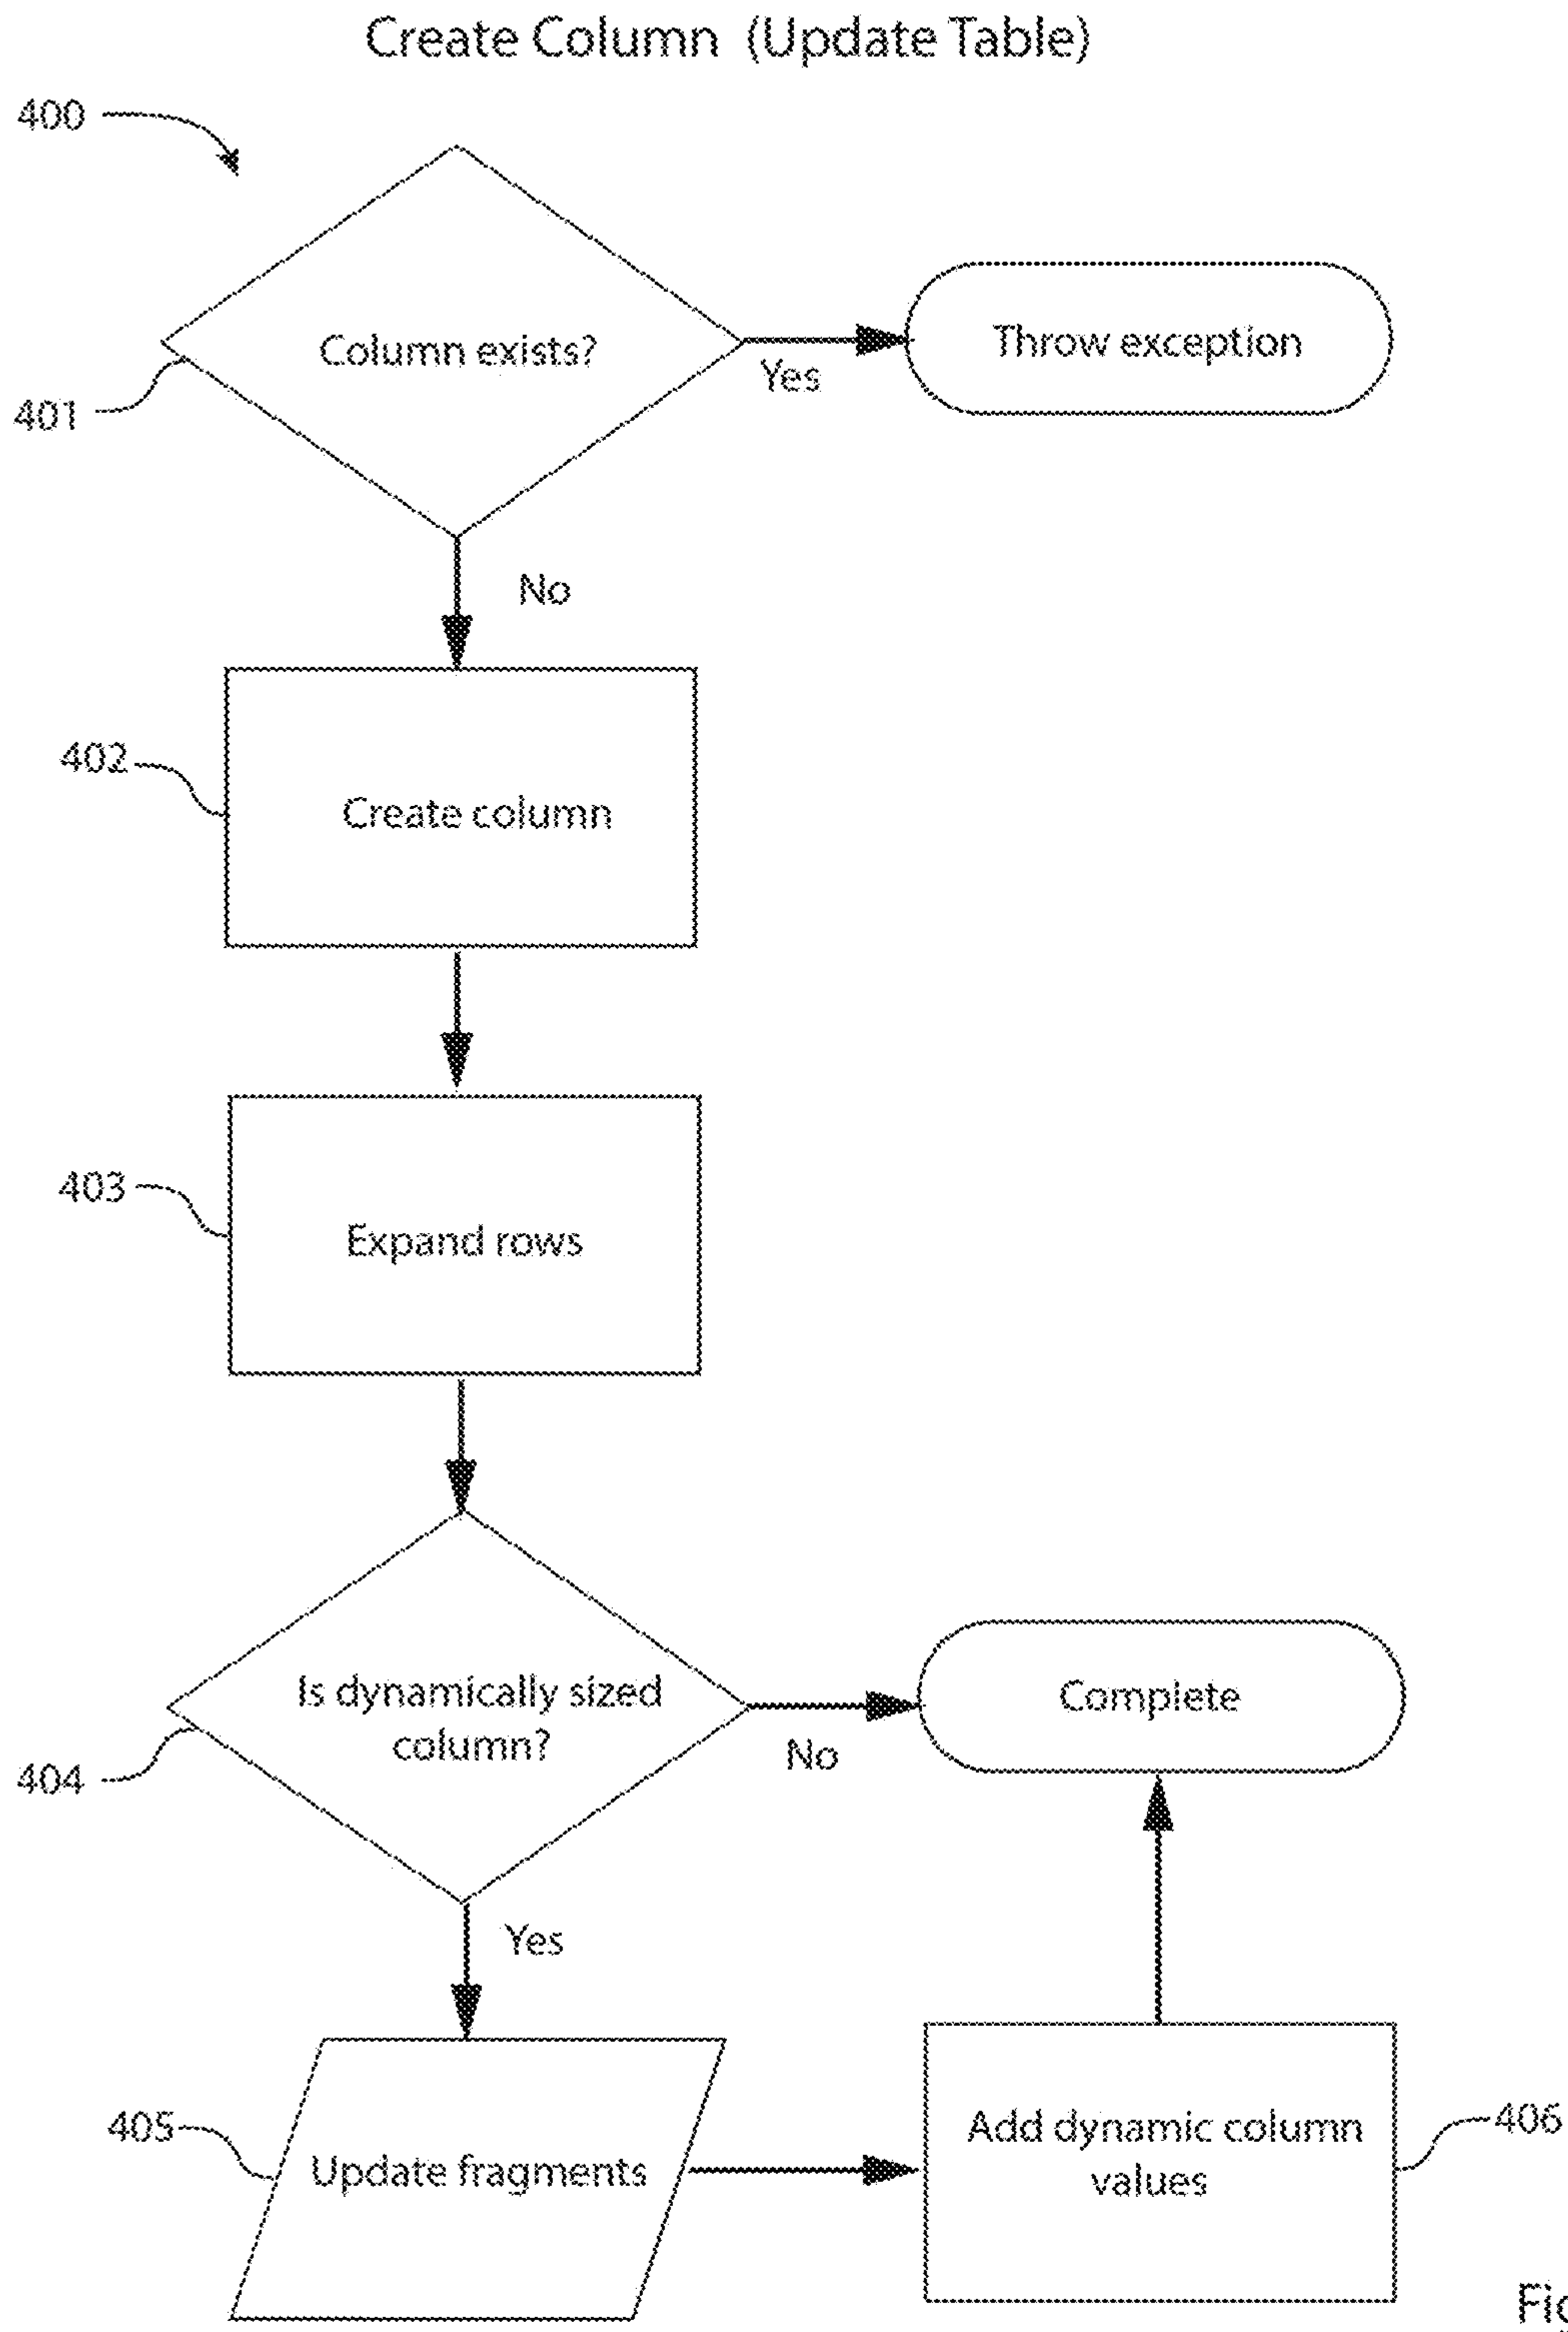 Create Column (Update Table)
400
Column exists?
Yes
Throw exception
401
No
402
Create column
403
Expand rows
Is dynamically sized
column?
No
Complete
404
Yes
405
Update fragments
Add dynamic column
values
406